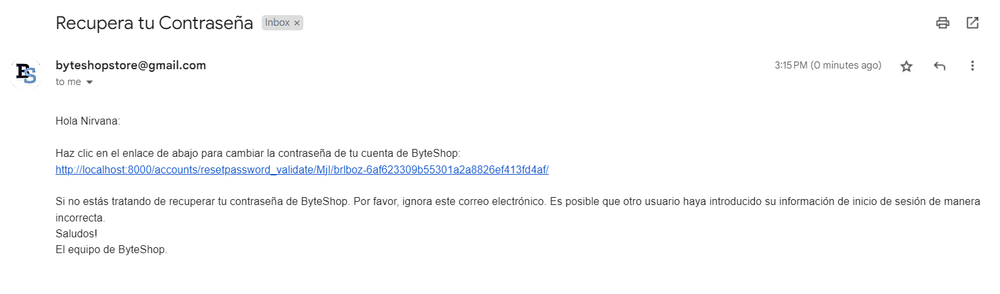 Recupera tu Contraseña Inbox ×
BS
byteshopstore@gmail.com 3:15 PM (0 minutes ago)
to me
Hola Nirvana:
Haz clic en el enlace de abajo para cambiar la contraseña de tu cuenta de ByteShop:
http://localhost:8000/accounts/resetpassword_validate/MjI/brlboz-6af623309b55301a2a8826ef413fd4af/
Si no estás tratando de recuperar tu contraseña de ByteShop. Por favor, ignora este correo electrónico. Es posible que otro usuario haya introducido su información de inicio de sesión de manera
incorrecta.
Saludos!
El equipo de ByteShop.